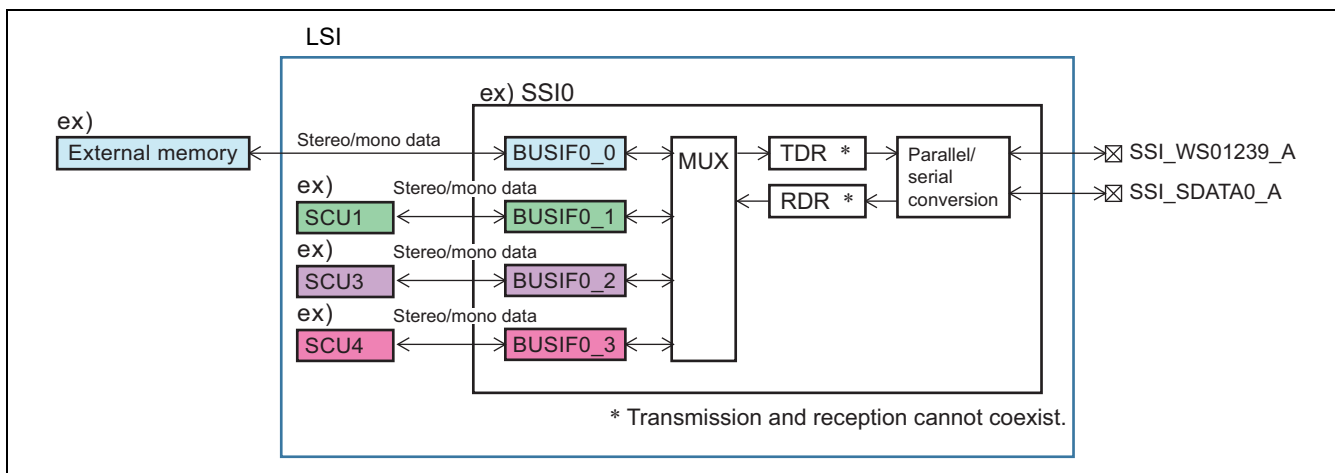 LSI
ex) SSI0
ex)
External memory
Stereo/mono data
BUSIF0_0
MUX
TDR *
Parallel/
serial
conversion
SSI_WS01239_A
RDR *
SSI_SDATA0_A
ex)
SCU1
Stereo/mono data
BUSIF0_1
ex)
SCU3
Stereo/mono data
BUSIF0_2
ex)
SCU4
Stereo/mono data
BUSIF0_3
* Transmission and reception cannot coexist.